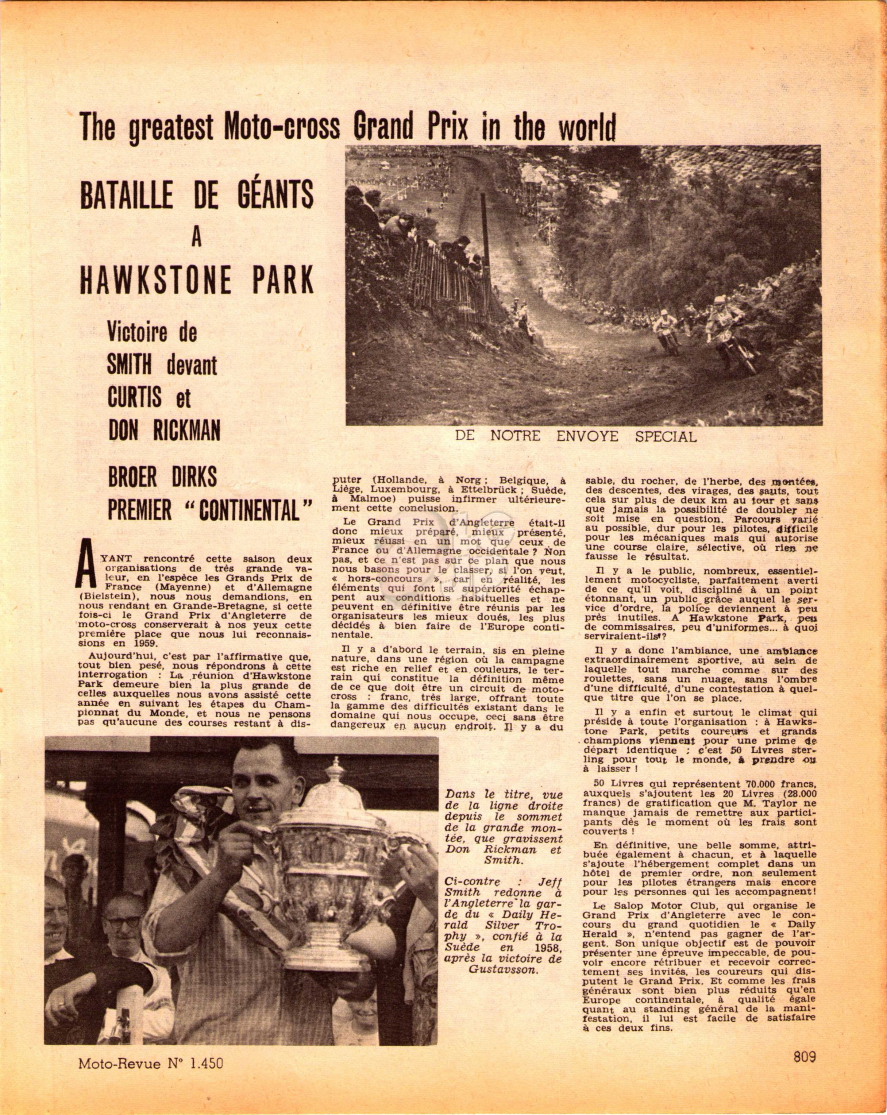 The greatest Moto-cross Grand Prix in the world
BATAILLE DE GÉANTS
A
HAWKSTONE PARK
Victoire de
SMITH devant
CURTIS et
DON RICKMAN
BROER DIRKS
PREMIER "CONTINENTAL"
DE NOTRE ENVOYE SPECIAL
AYANT rencontré cette saison deux
organisations de très grande va-
leur, en l'espèce les Grands Prix de
France (Mayenne) et d'Allemagne
(Bielstein), nous nous demandions, en
nous rendant en Grande-Bretagne, si cette
fois-ci le Grand Prix d'Angleterre de
moto-cross conserverait à nos yeux cette
première place que nous lui reconnais-
sions en 1959.
Aujourd'hui, c'est par l'affirmative que,
tout bien pesé, nous répondrons à cette
interrogation : La réunion d'Hawkstone
Park demeure bien la plus grande de
celles auxquelles nous avons assisté cette
année en suivant les étapes du Cham-
pionnat du Monde, et nous ne pensons
pas qu'aucune des courses restant à dis-
puter (Hollande, à Norg ; Belgique, à
Liége, Luxembourg, à Ettelbrück ; Suède,
à Malmoe) puisse infirmer ultérieure-
ment cette conclusion.
Le Grand Prix d'Angleterre était-il
donc mieux préparé, mieux présenté,
mieux réussi en un mot que ceux de
France ou d'Allemagne occidentale ? Non
pas, et ce n'est pas sur ce plan que nous
nous basons pour le classer, si l'on veut,
« hors-concours », car en réalité, les
éléments qui font sa supériorité échap-
pent aux conditions habituelles et ne
peuvent en définitive être réunis par les
organisateurs les mieux doués, les plus
décidés à bien faire de l'Europe conti-
nentale.
Il y a d'abord le terrain, sis en pleine
nature, dans une région où la campagne
est riche en relief et en couleurs, le ter-
rain qui constitue la définition même
de ce que doit être un circuit de moto-
cross : franc, très large, offrant toute
la gamme des difficultés existant dans le
domaine qui nous occupe, ceci sans être
dangereux en aucun endroit. Il y a du
sable, du rocher, de l'herbe, des montées,
des descentes, des virages, des sauts, tout
cela sur plus de deux km au tour et sans
que jamais la possibilité de doubler ne
soit mise en question. Parcours varié
au possible, dur pour les pilotes, difficile
pour les mécaniques mais qui autorise
une course claire, sélective, où rien ne
fausse le résultat.
Il y a le public, nombreux, essentiel-
lement motocycliste, parfaitement averti
de ce qu'il voit, discipliné à un point
étonnant, un public grâce auquel le ser-
vice d'ordre, la police deviennent à peu
près inutiles. A Hawkstone Park, peu
de commissaires, peu d'uniformes... à quoi
serviraient-ils ?
Il y a donc l'ambiance, une ambiance
extraordinairement sportive, au sein de
laquelle tout marche comme sur des
roulettes, sans un nuage, sans l'ombre
d'une difficulté, d'une contestation à quel-
que titre que l'on se place.
Il y a enfin et surtout le climat qui
préside à toute l'organisation : à Hawks-
tone Park, petits coureurs et grands
champions viennent pour une prime de
départ identique ; c'est 50 Livres ster-
ling pour tout le monde, à prendre ou
à laisser !
50 Livres qui représentent 70.000 francs,
auxquels s'ajoutent les 20 Livres (28.000
francs) de gratification que M. Taylor ne
manque jamais de remettre aux partici-
pants dès le moment où les frais sont
couverts !
En définitive, une belle somme, attri-
buée également à chacun, et à laquelle
s'ajoute l'hébergement complet dans un
hôtel de premier ordre, non seulement
pour les pilotes étrangers mais encore
pour les personnes qui les accompagnent !
Le Salop Motor Club, qui organise le
Grand Prix d'Angleterre avec le con-
cours du grand quotidien le « Daily
Herald », n'entend pas gagner de l'ar-
gent. Son unique objectif est de pouvoir
présenter une épreuve impeccable, de pou-
voir encore rétribuer et recevoir correc-
tement ses invités, les coureurs qui dis-
putent le Grand Prix. Et comme les frais
généraux sont bien plus réduits qu'en
Europe continentale, à qualité égale
quant au standing général de la mani-
festation, il lui est facile de satisfaire
à ces deux fins.
Dans le titre, vue
de la ligne droite
depuis le sommet
de la grande mon-
tée, que gravissent
Don Rickman et
Smith.
Ci-contre : Jeff
Smith redonne à
l'Angleterre la gar-
de du « Daily He-
rald Silver Tro-
phy », confié à la
Suède en 1958,
après la victoire de
Gustavsson.
Moto-Revue N° 1.450
809